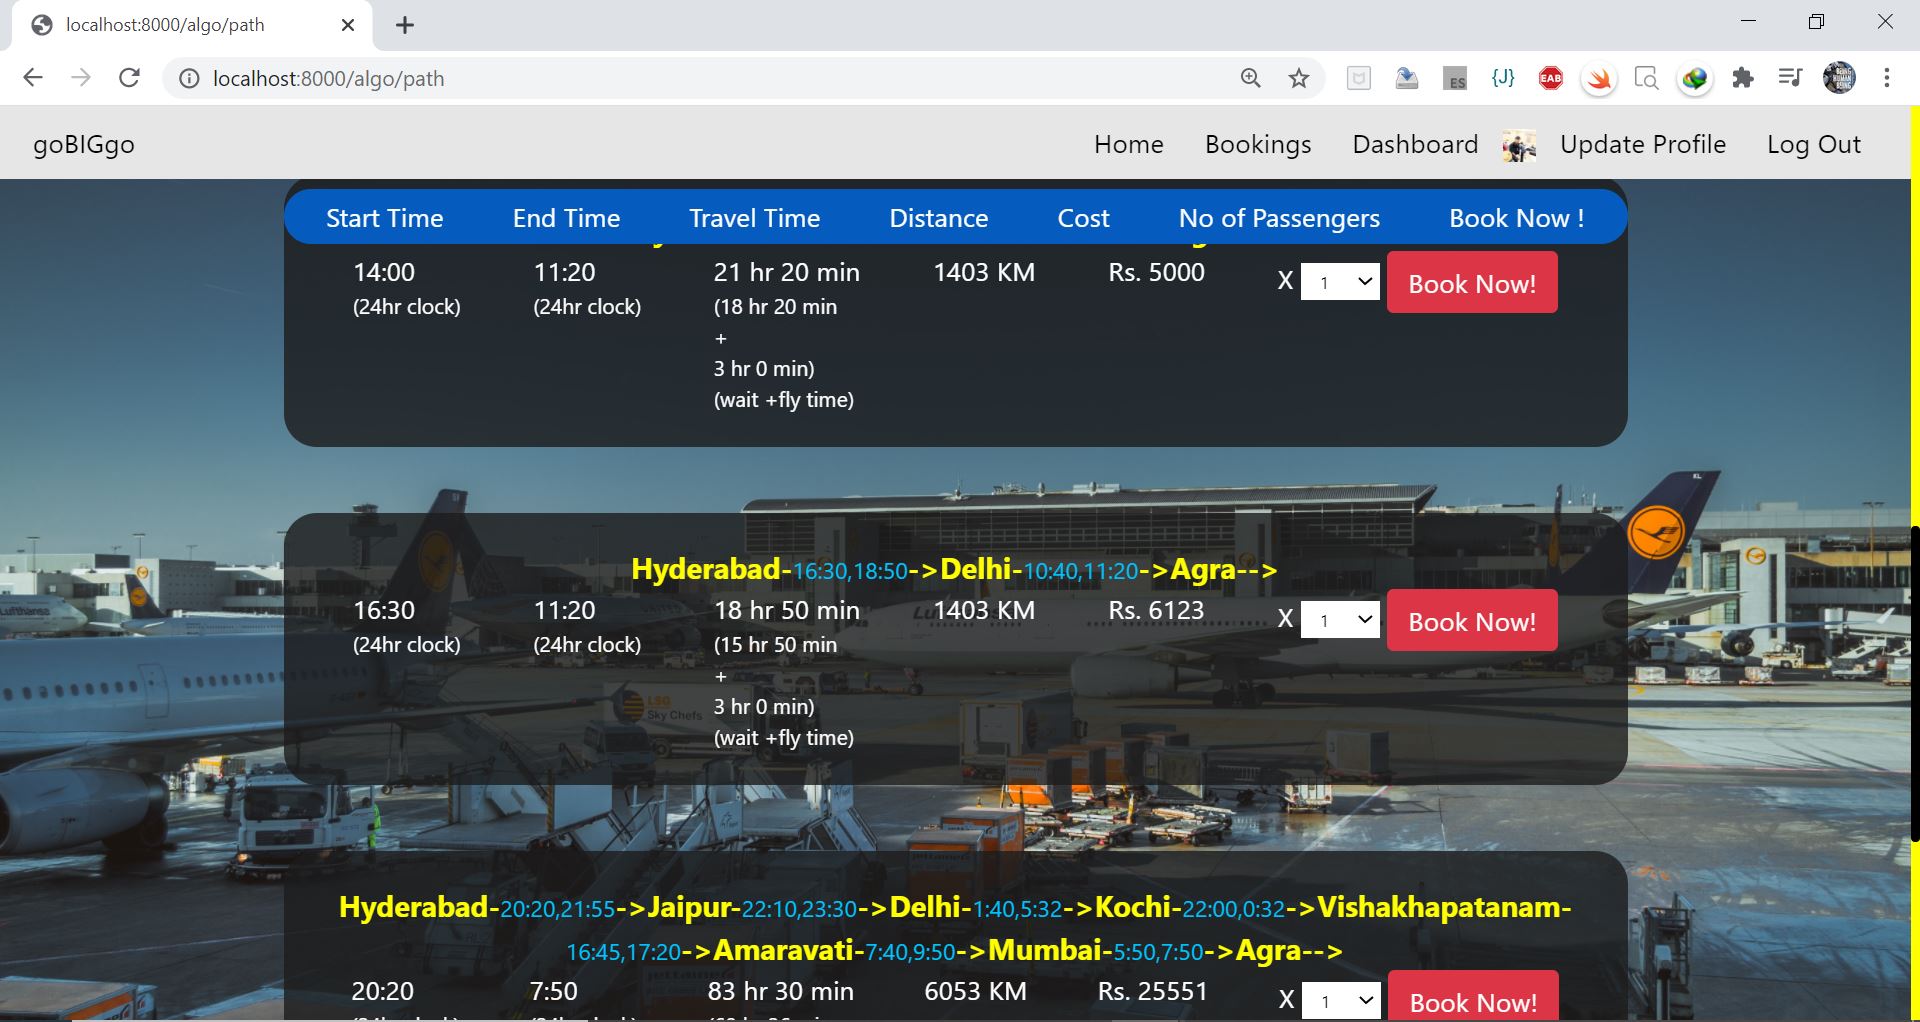 localhost:8000/algo/path
localhost:8000/algo/path
ES {J} EAB
goBIGgo Home Bookings Dashboard Update Profile Log Out
Start Time End Time Travel Time Distance Cost No of Passengers Book Now !
14:00 11:20 21 hr 20 min 1403 KM Rs. 5000 X 1 Book Now!
(24hr clock) (24hr clock) (18 hr 20 min
+
3 hr 0 min)
(wait +fly time)
Hyderabad-16:30,18:50->Delhi-10:40,11:20->Agra-->
16:30 11:20 18 hr 50 min 1403 KM Rs. 6123 X 1 Book Now!
(24hr clock) (24hr clock) (15 hr 50 min
+
3 hr 0 min)
(wait +fly time)
LSG
Sky Chefs
Hyderabad-20:20,21:55->Jaipur-22:10,23:30->Delhi-1:40,5:32->Kochi-22:00,0:32->Vishakhapatanam-
16:45,17:20->Amaravati-7:40,9:50->Mumbai-5:50,7:50->Agra-->
20:20 7:50 83 hr 30 min 6053 KM Rs. 25551 X 1 Book Now!